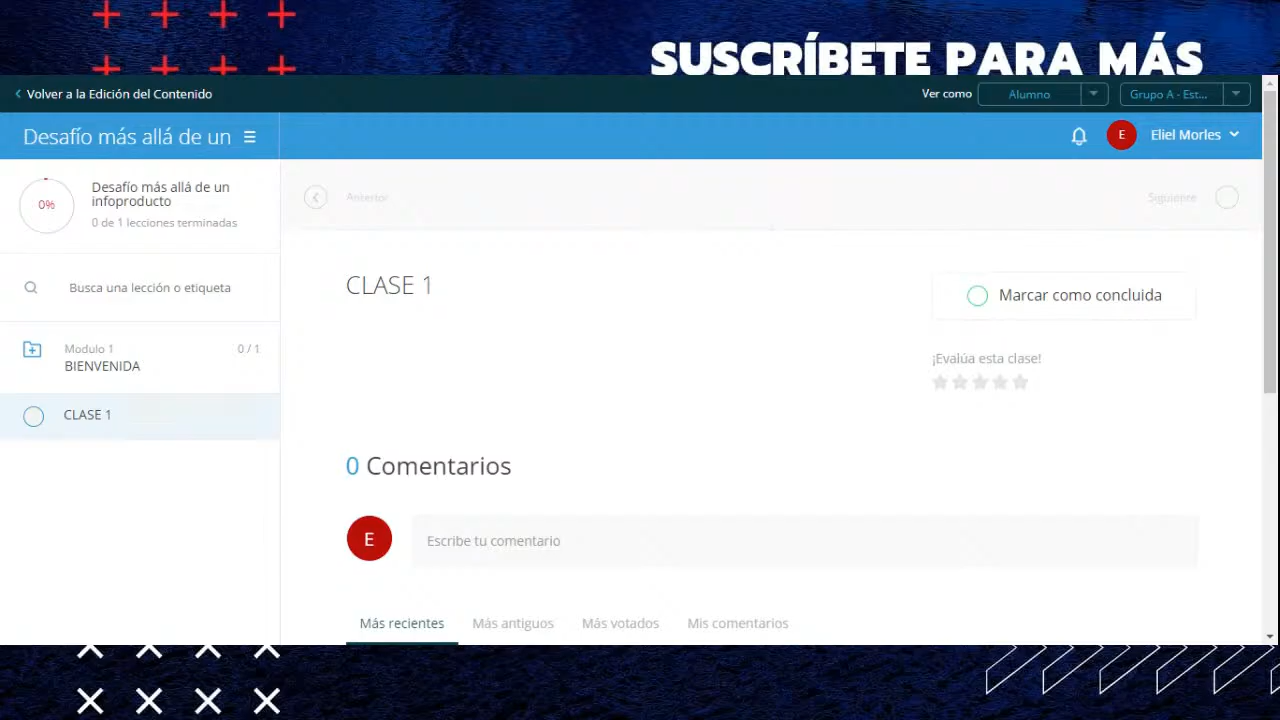 SUSCRÍBETE PARA MÁS
Volver a la Edición del Contenido
Ver como
Alumno
Grupo A - Est...
Desafío más allá de un
E
Eliel Morles
0%
Desafío más allá de un
infoproducto
0 de 1 lecciones terminadas
Anterior
Siguiente
Busca una lección o etiqueta
CLASE 1
Marcar como concluida
Modulo 1
0 / 1
BIENVENIDA
¡Evalúa esta clase!
CLASE 1
0 Comentarios
E
Escribe tu comentario
Más recientes
Más antiguos
Más votados
Mis comentarios